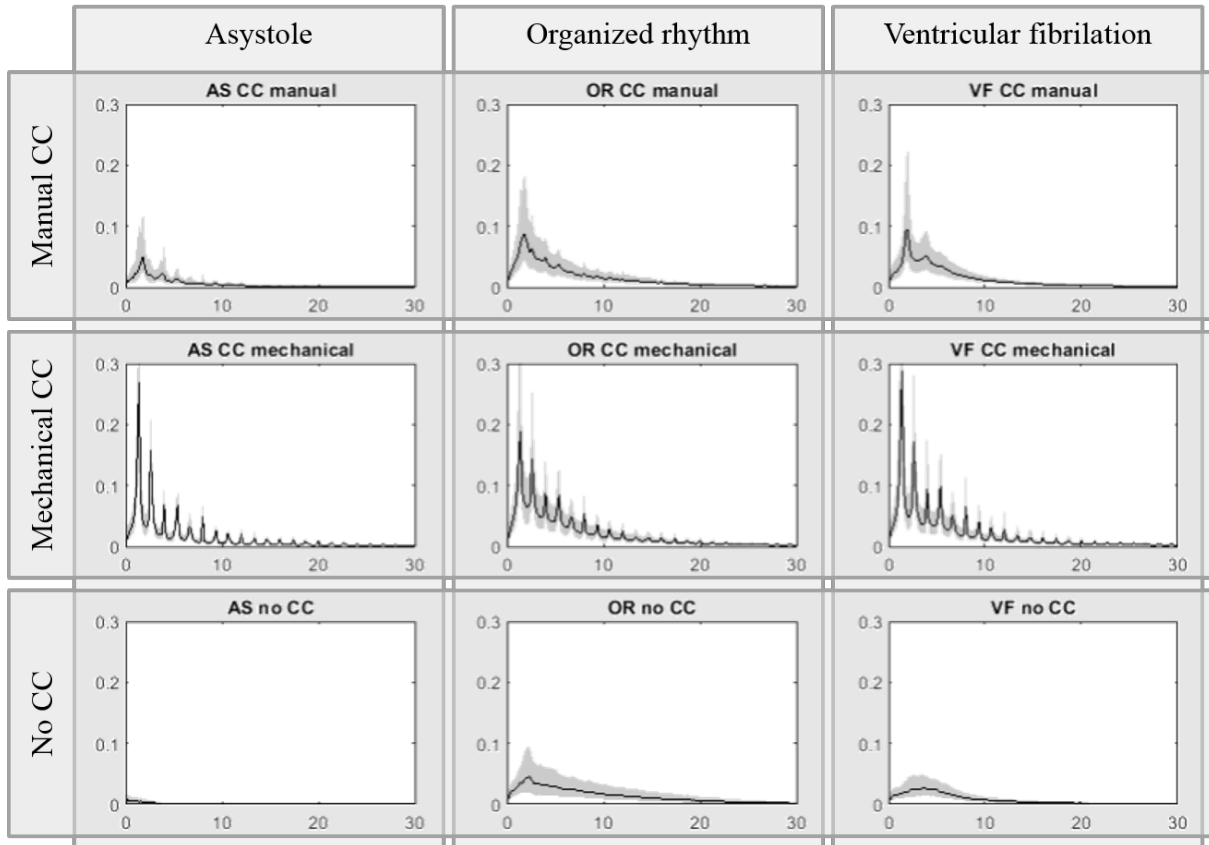 Asystole
Organized rhythm
Ventricular fibrilation
Manual CC
AS CC manual
0.3
0.2
0.1
0
0 10 20 30
OR CC manual
0.3
0.2
0.1
0
0 10 20 30
VF CC manual
0.3
0.2
0.1
0
0 10 20 30
Mechanical CC
AS CC mechanical
0.3
0.2
0.1
0
0 10 20 30
OR CC mechanical
0.3
0.2
0.1
0
0 10 20 30
VF CC mechanical
0.3
0.2
0.1
0
0 10 20 30
No CC
AS no CC
0.3
0.2
0.1
0
0 10 20 30
OR no CC
0.3
0.2
0.1
0
0 10 20 30
VF no CC
0.3
0.2
0.1
0
0 10 20 30